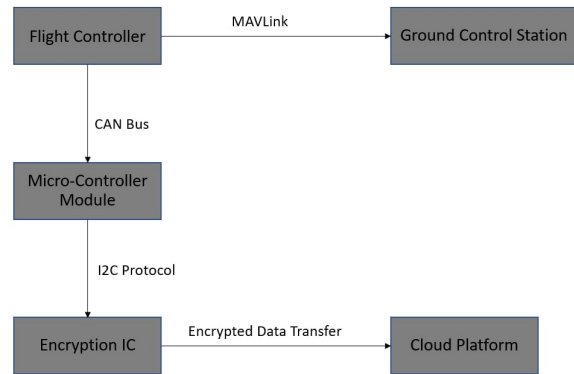 MAVLink
Flight Controller
Ground Control Station
CAN Bus
Micro-Controller
Module
I2C Protocol
Encrypted Data Transfer
Encryption IC
Cloud Platform